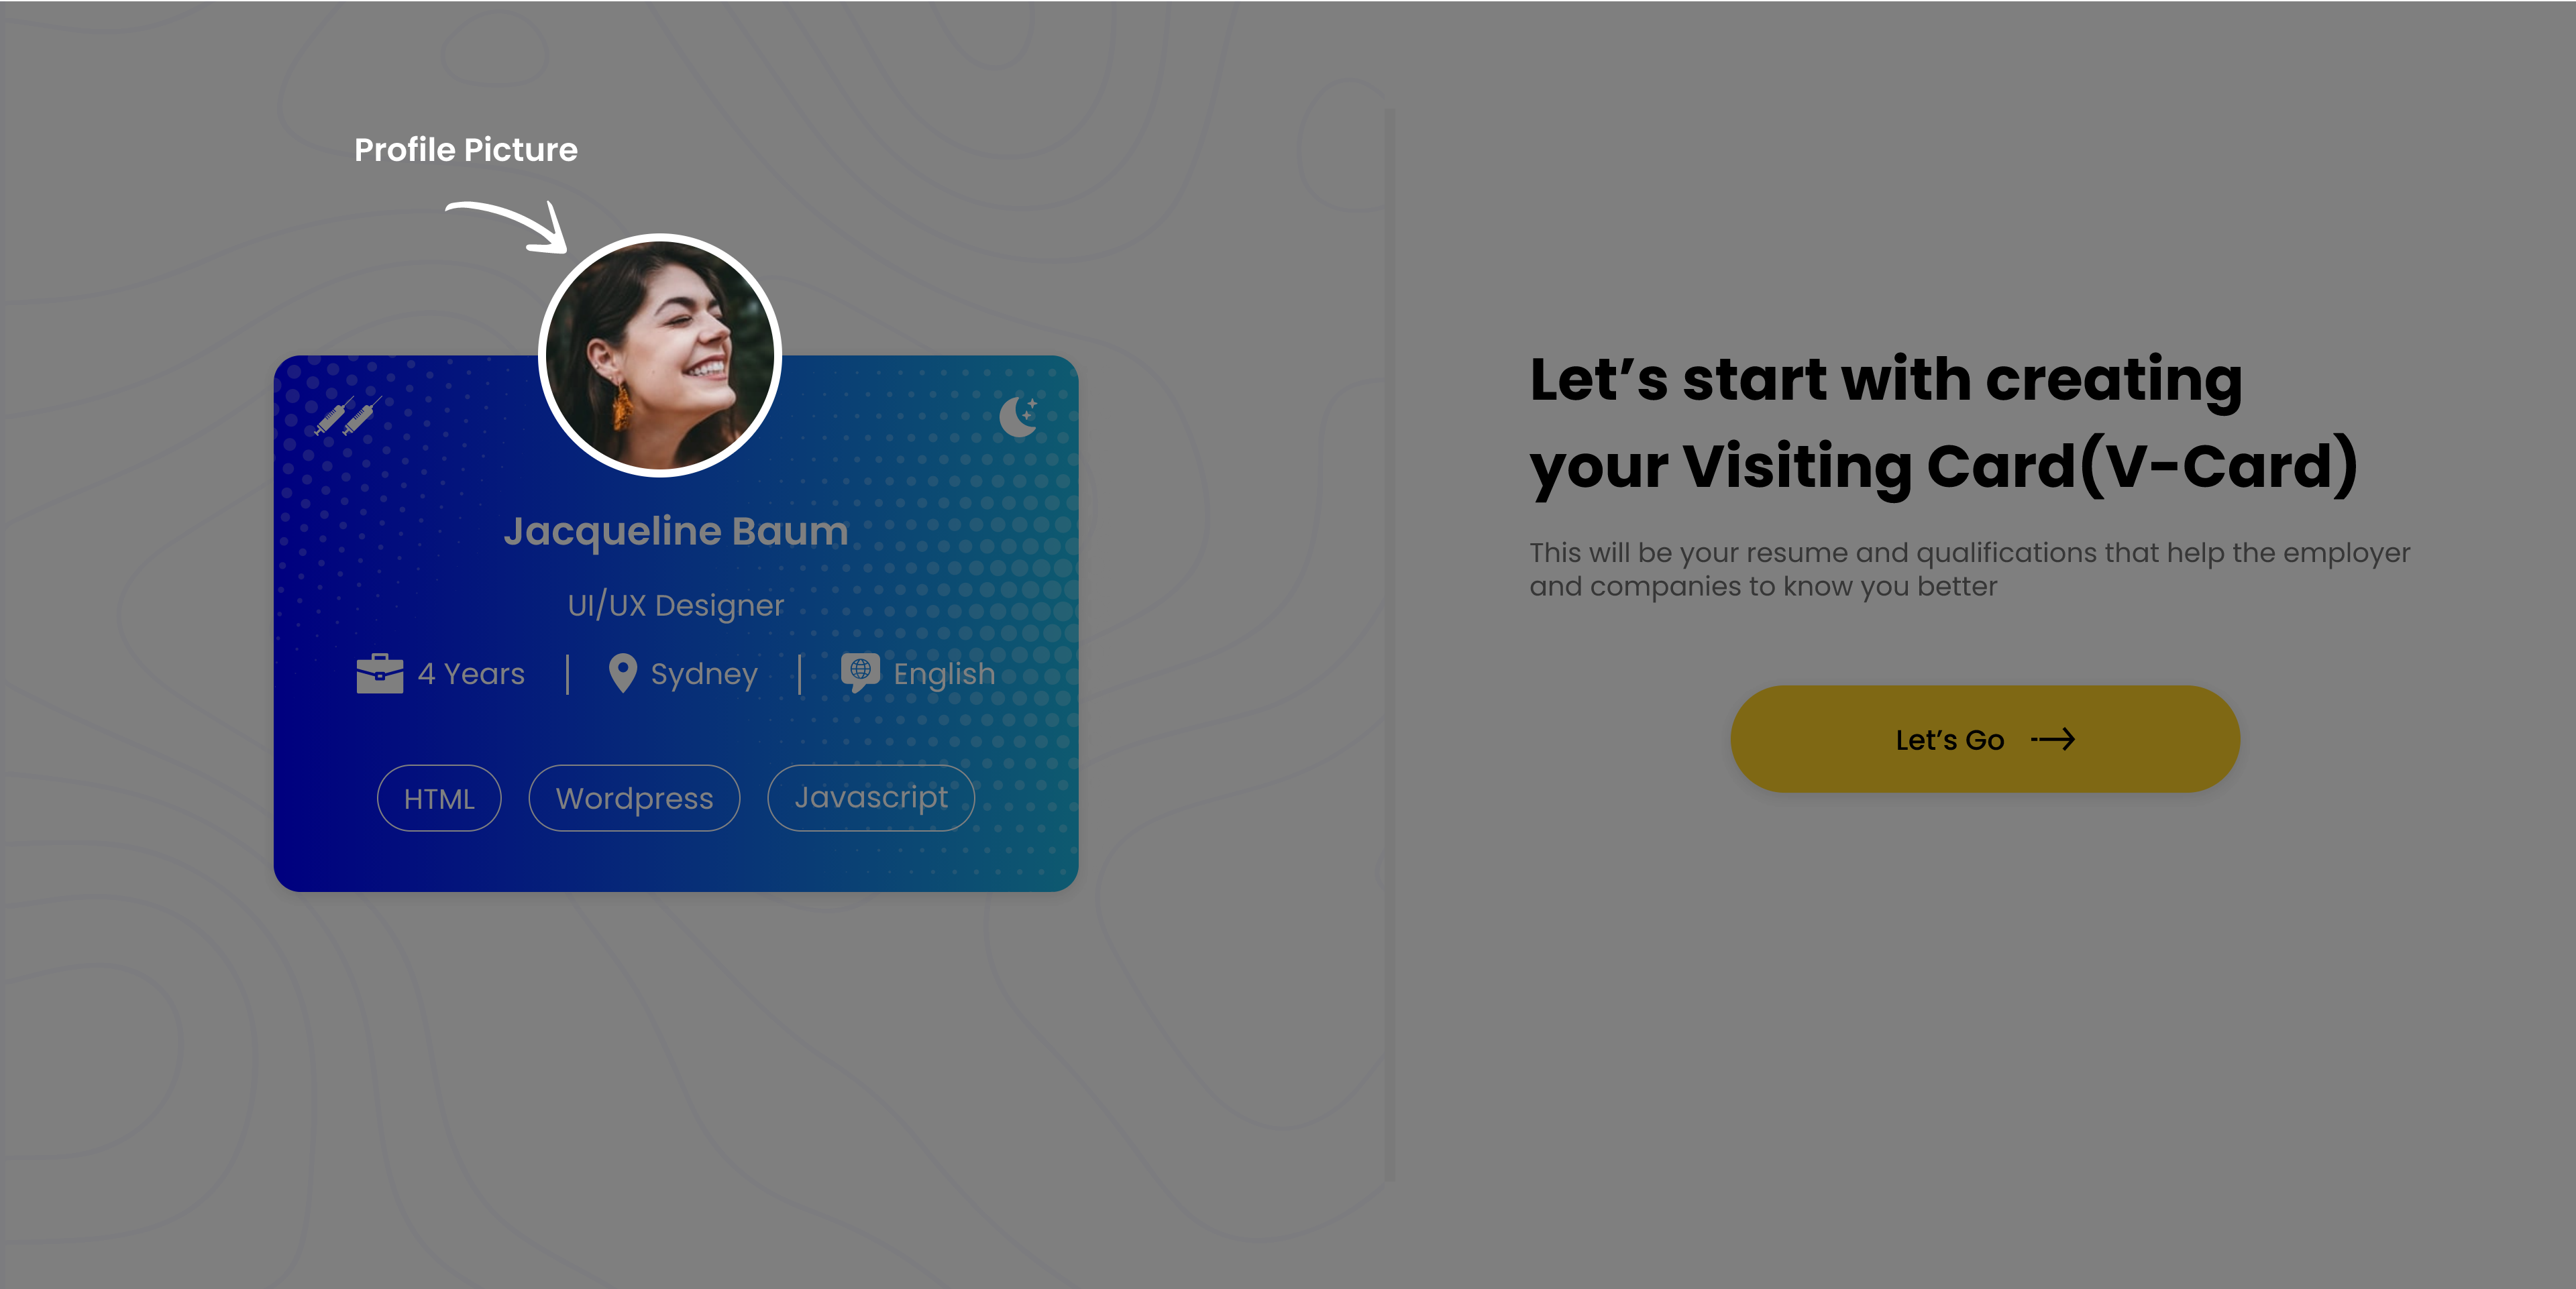 Profile Picture
Jacqueline Baum
UI/UX Designer
4 Years
Sydney
English
HTML
Wordpress
Javascript
Let’s start with creating
your Visiting Card(V-Card)
This will be your resume and qualifications that help the employer
and companies to know you better
Let’s Go